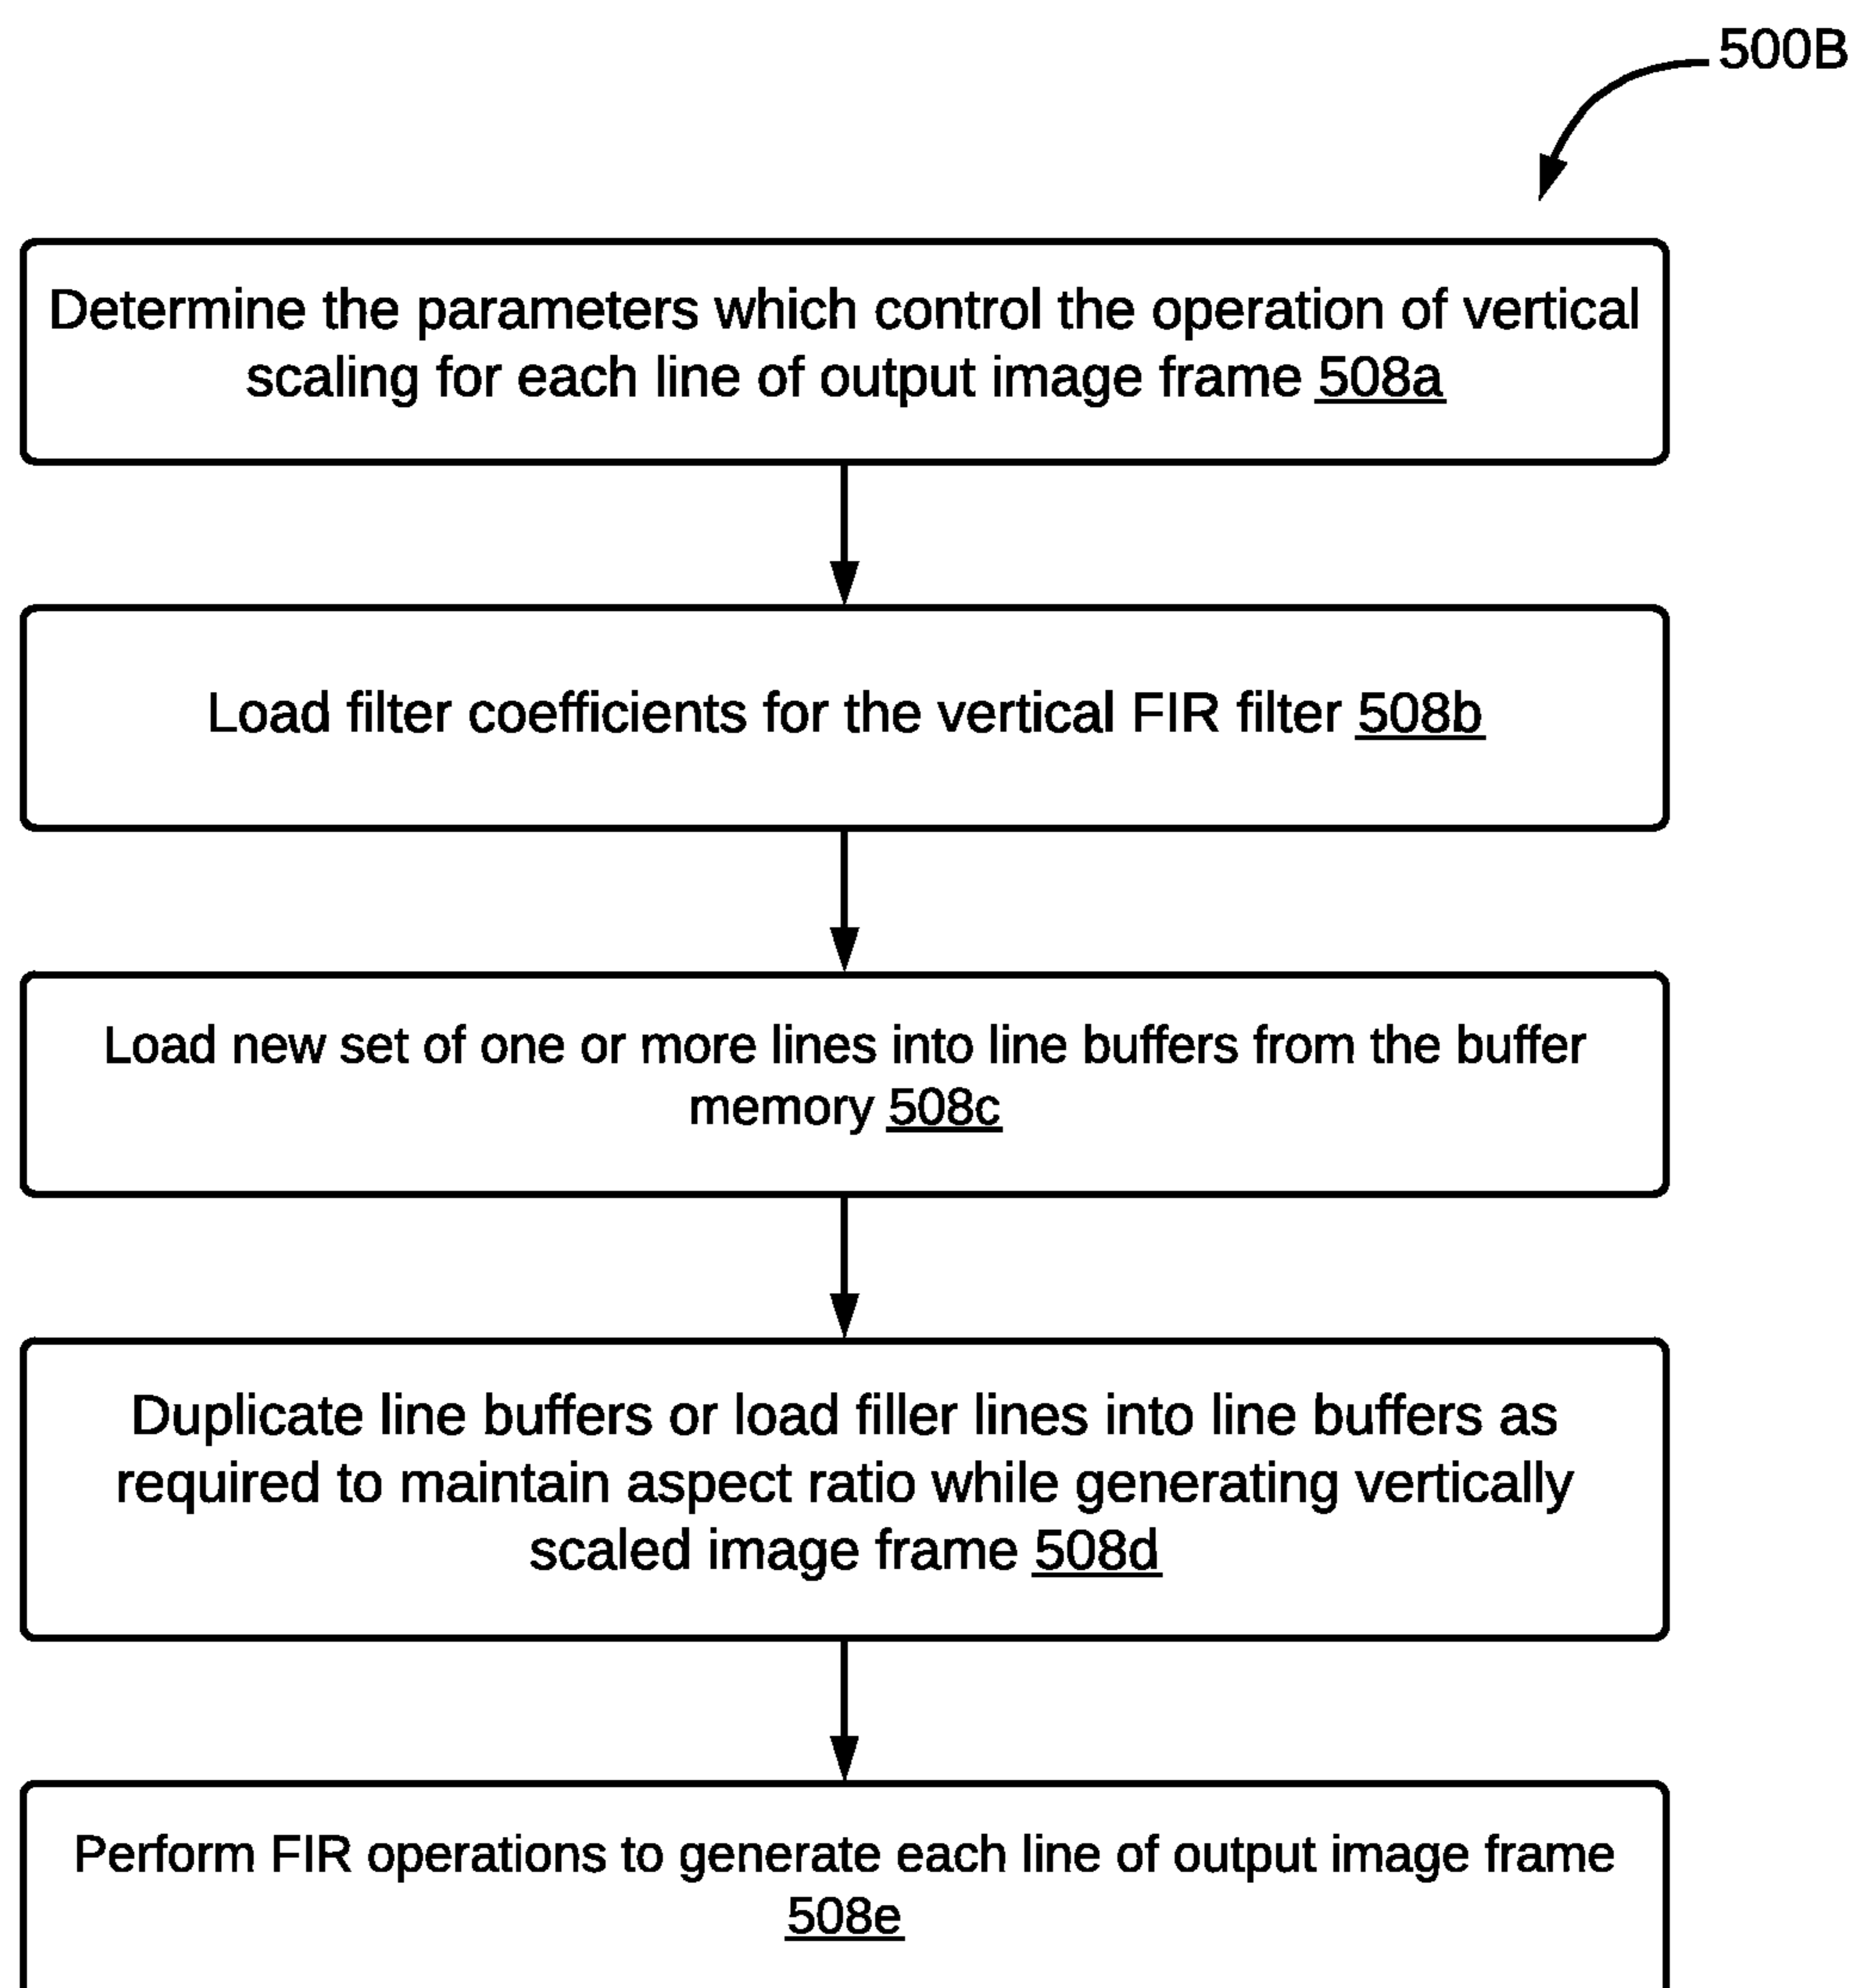 500B
Determine the parameters which control the operation of vertical
scaling for each line of output image frame 508a
Load filter coefficients for the vertical FIR filter 508b
Load new set of one or more lines into line buffers from the buffer
memory 508c
Duplicate line buffers or load filler lines into line buffers as
required to maintain aspect ratio while generating vertically
scaled image frame 508d
Perform FIR operations to generate each line of output image frame
508e